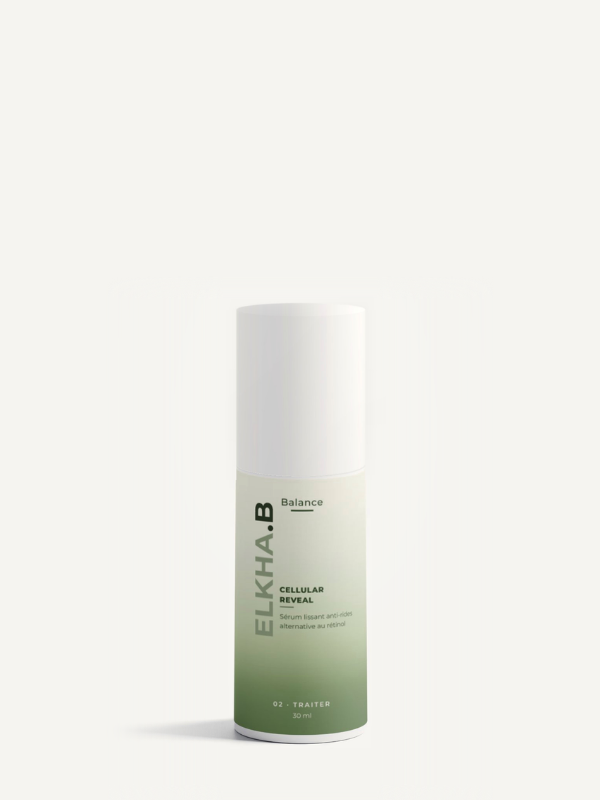 ELKHA.B
Balance
CELLULAR
REVEAL
Sérum lissant anti-rides
alternative au rétinol
02 - TRAITER
30 ml